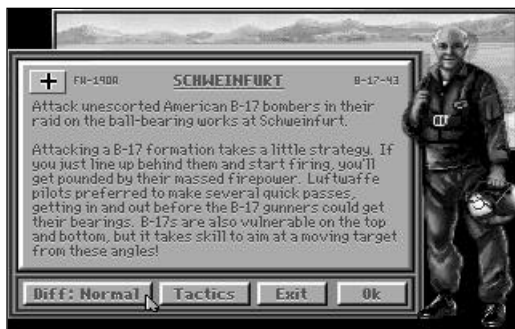 FW-190A SCHWEINFURT 8-17-43
Attack unescorted American B-17 bombers in their
raid on the ball-bearing works at Schweinfurt.
Attacking a B-17 formation takes a little strategy. If
you just line up behind them and start firing, you'll
get pounded by their massed firepower. Luftwaffe
pilots preferred to make several quick passes,
getting in and out before the B-17 gunners could get
their bearings. B-17s are also vulnerable on the top
and bottom, but it takes skill to aim at a moving target
from these angles!
Diff: Normal Tactics Exit Ok